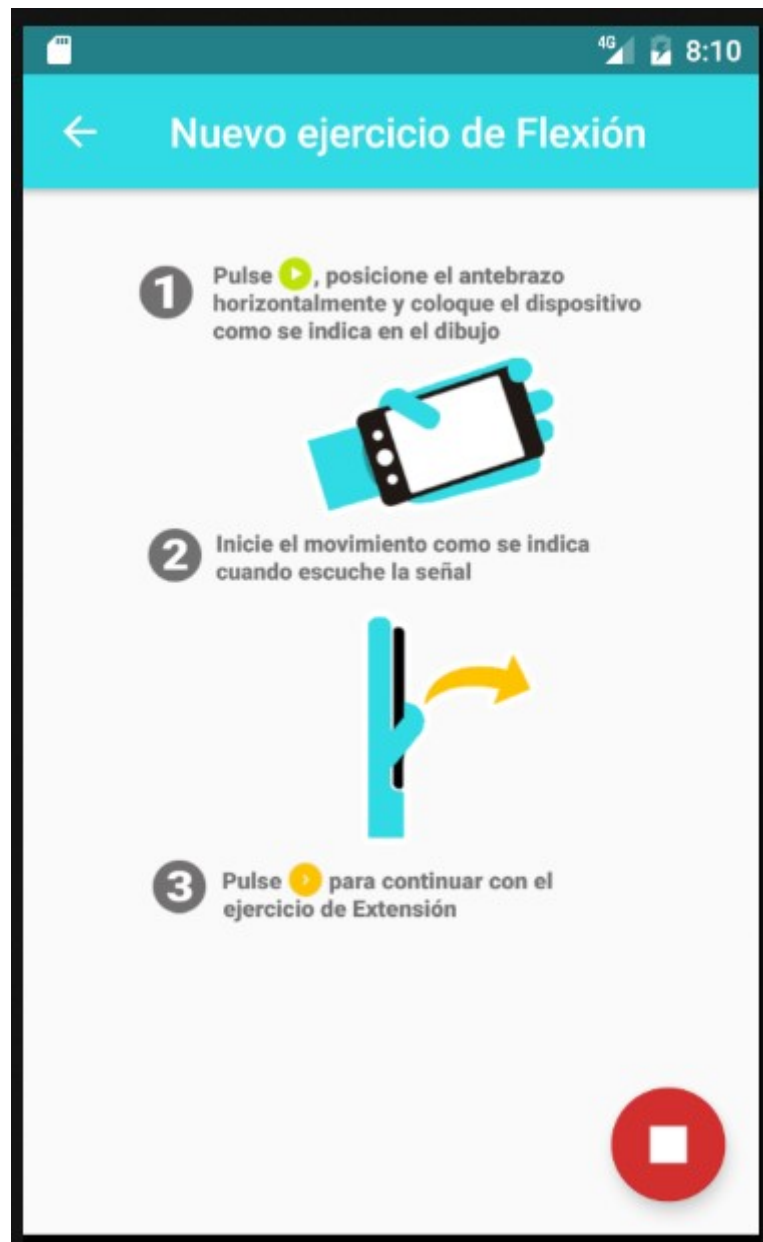 4G 8:10
Nuevo ejercicio de Flexión
1 Pulse , posicione el antebrazo
horizontalmente y coloque el dispositivo
como se indica en el dibujo
2 Inicie el movimiento como se indica
cuando escuche la señal
3 Pulse para continuar con el
ejercicio de Extensión